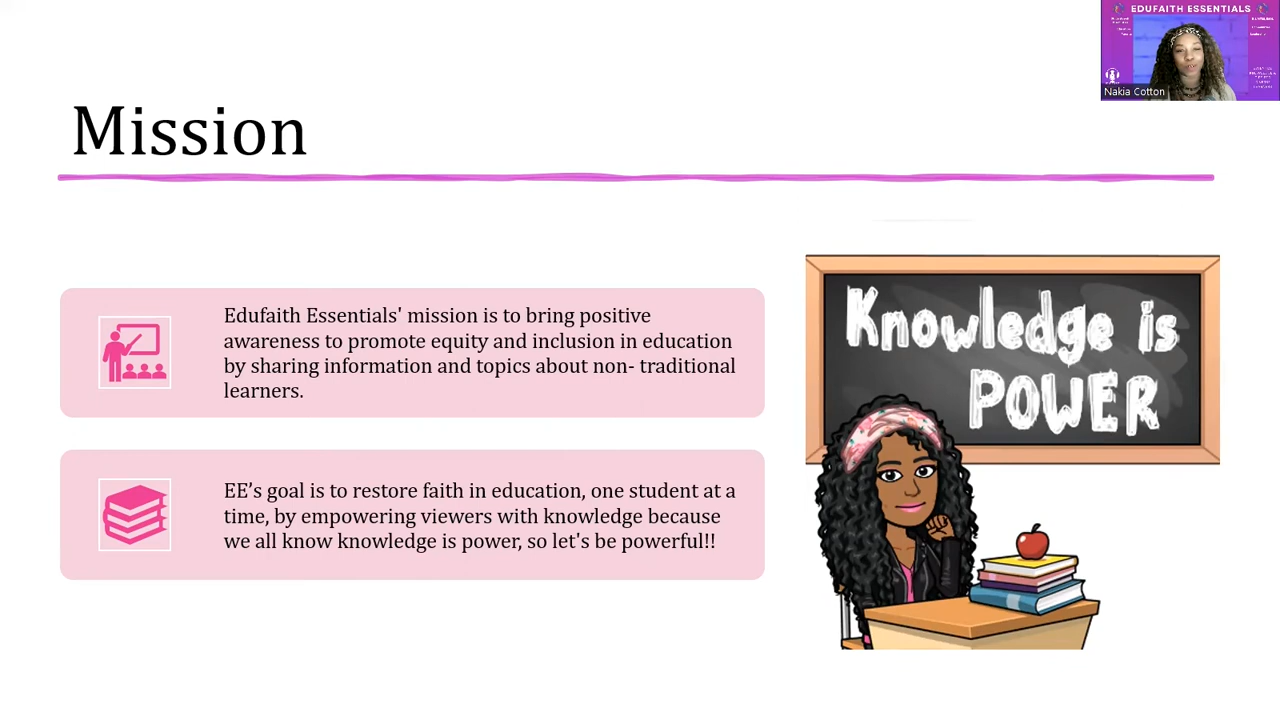 EDUFAITH ESSENTIALS
Nakia Cotton
Mission
Edufaith Essentials' mission is to bring positive
awareness to promote equity and inclusion in education
by sharing information and topics about non- traditional
learners.
EE’s goal is to restore faith in education, one student at a
time, by empowering viewers with knowledge because
we all know knowledge is power, so let's be powerful!!
Knowledge is
POWER